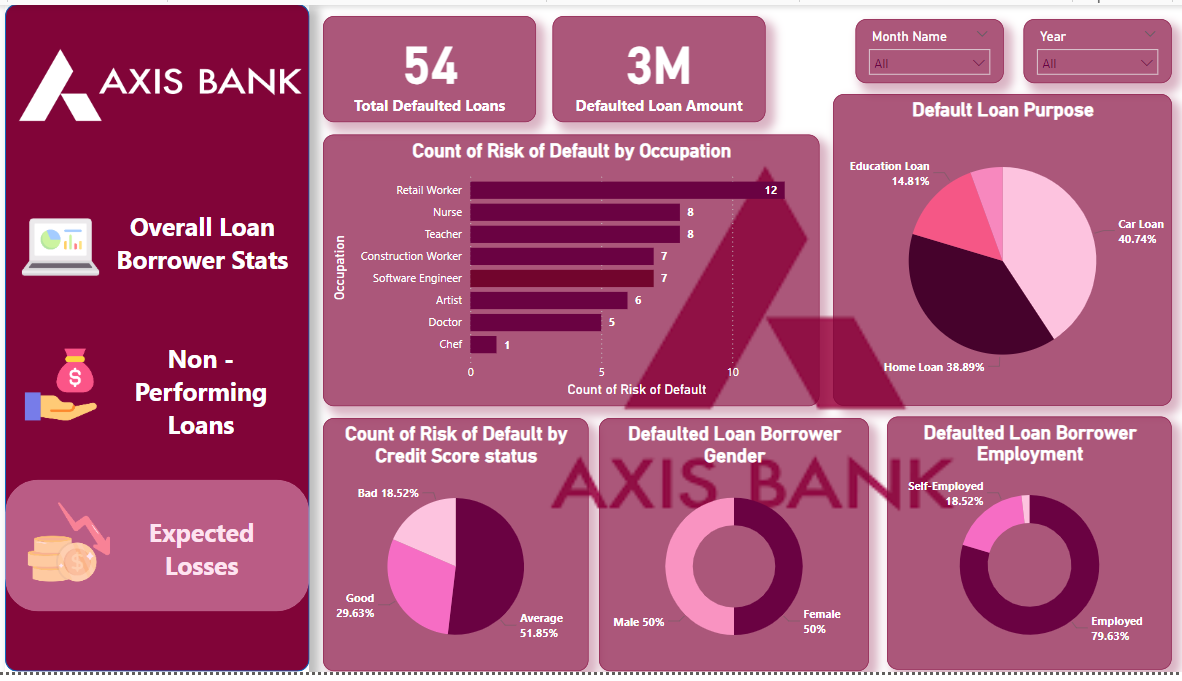 AXIS BANK
Overall Loan
Borrower Stats
Non -
Performing
Loans
$
Expected
Losses
$
54
Total Defaulted Loans
3M
Defaulted Loan Amount
Month Name
All
Year
All
Count of Risk of Default by Occupation
Occupation
Retail Worker
12
Nurse
8
Teacher
8
Construction Worker
7
Software Engineer
7
Artist
6
Doctor
5
Chef
1
0
5
10
Count of Risk of Default
Default Loan Purpose
Education Loan
14.81%
Car Loan
40.74%
Home Loan 38.89%
Count of Risk of Default by
Credit Score status
Bad 18.52%
Good
29.63%
Average
51.85%
Defaulted Loan Borrower
Gender
AXIS BANK
Male 50%
Female
50%
Defaulted Loan Borrower
Employment
Self-Employed
18.52%
Employed
79.63%